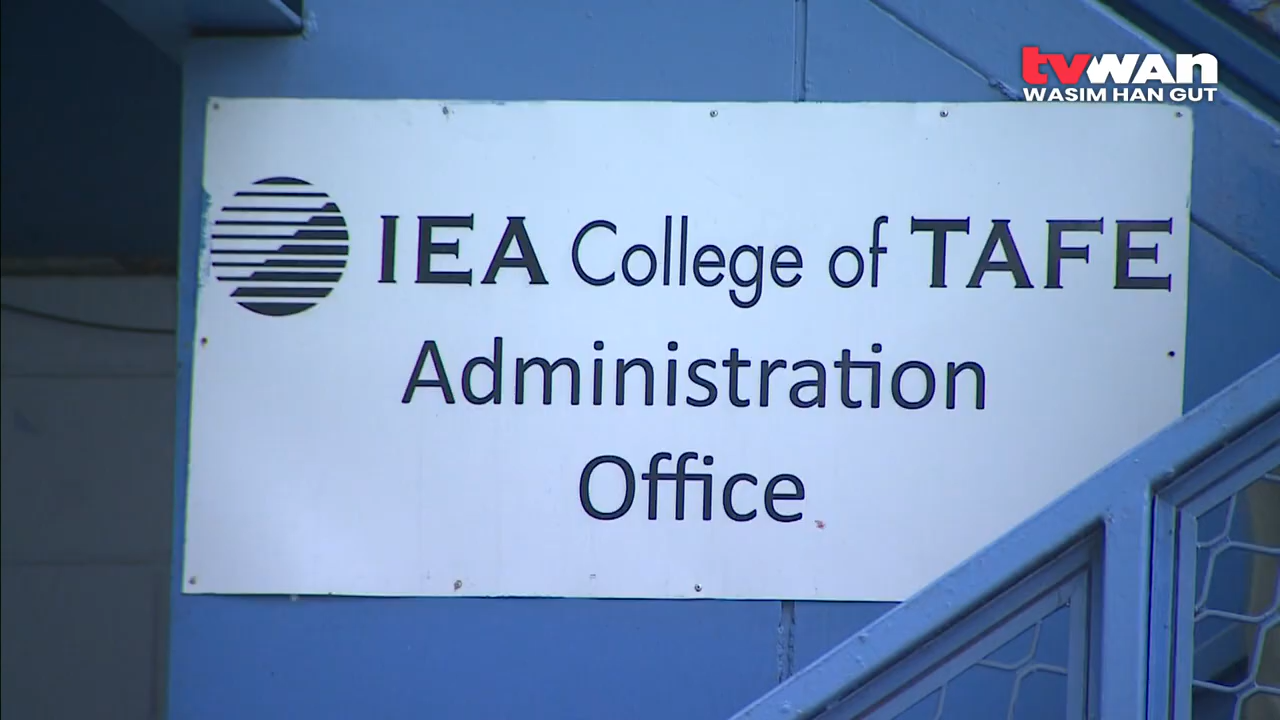 tvwan
WASIM HAN GUT
IEA College of TAFE
Administration
Office